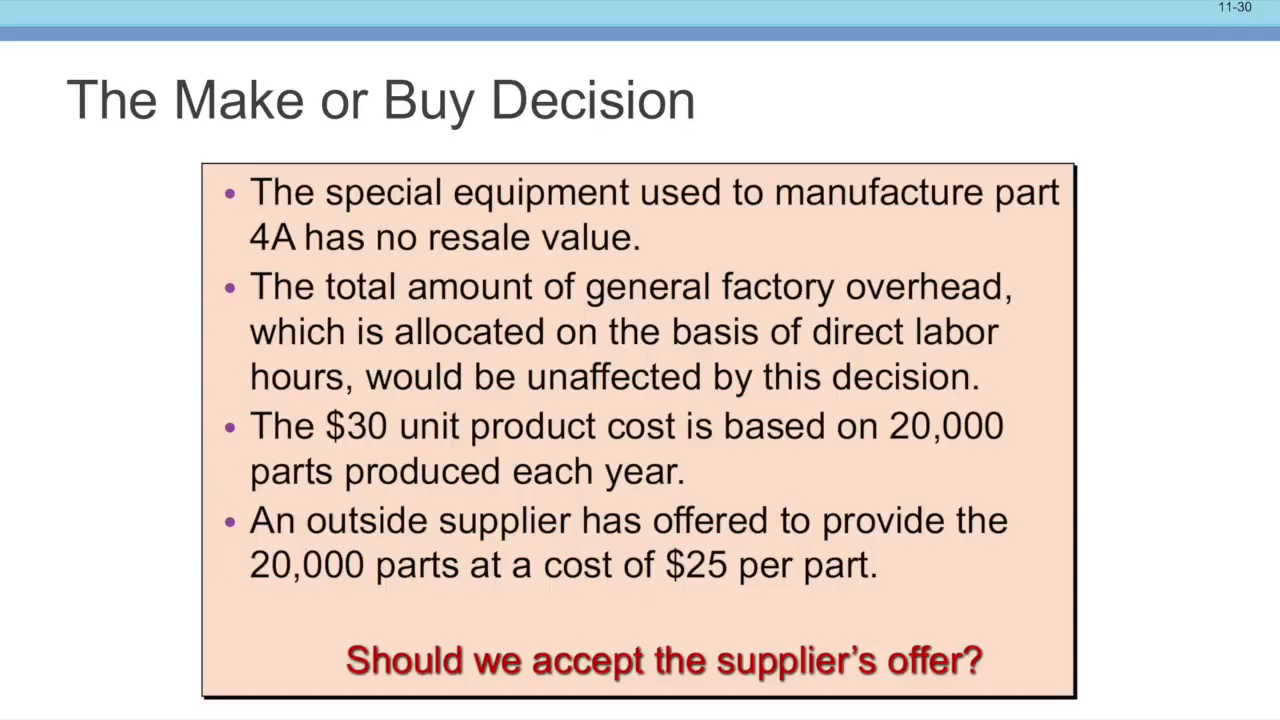 11-30
The Make or Buy Decision
• The special equipment used to manufacture part
4A has no resale value.
• The total amount of general factory overhead,
which is allocated on the basis of direct labor
hours, would be unaffected by this decision.
• The $30 unit product cost is based on 20,000
parts produced each year.
• An outside supplier has offered to provide the
20,000 parts at a cost of $25 per part.
Should we accept the supplier’s offer?